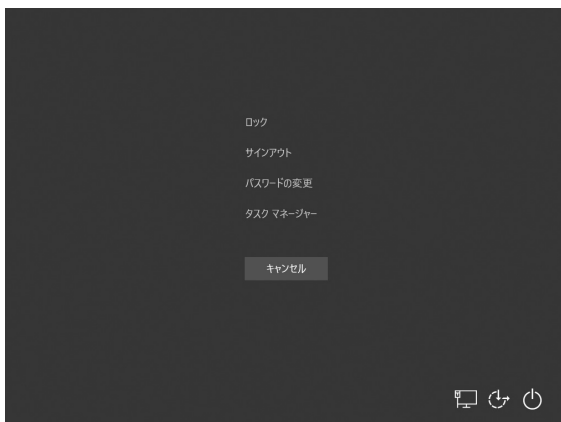 ロック
サインアウト
パスワードの変更
タスク マネージャー
キャンセル